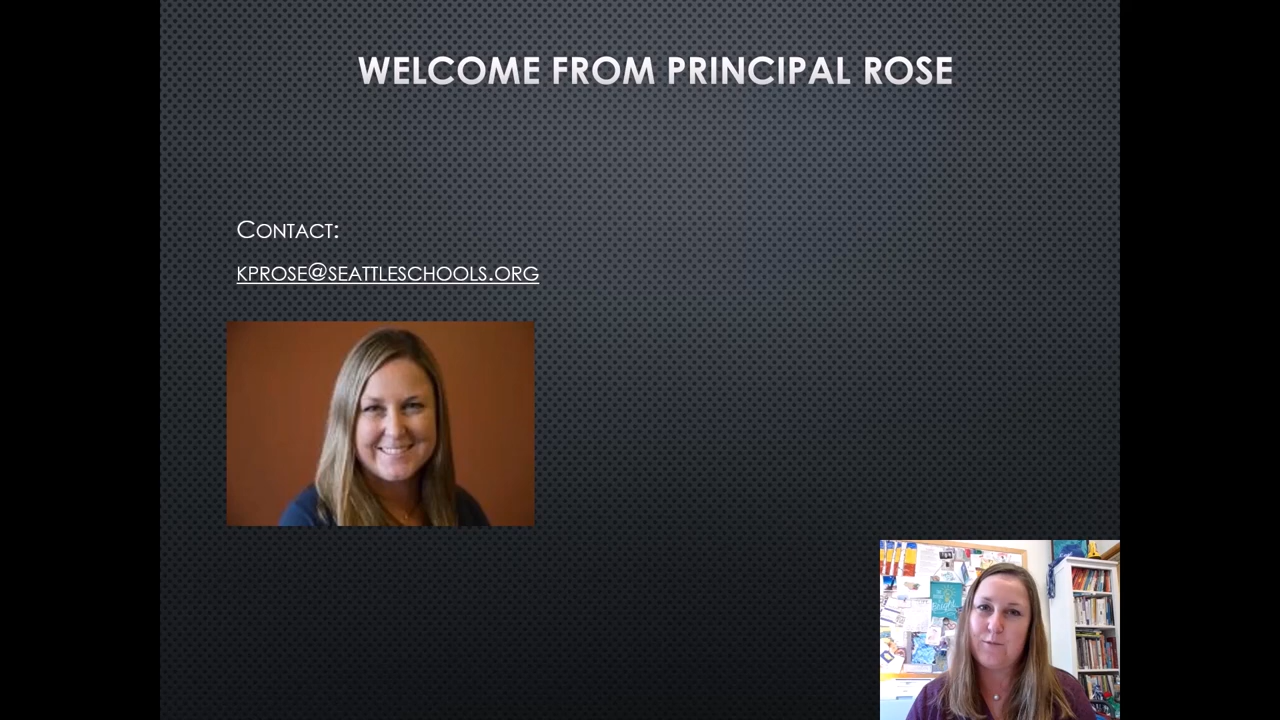 WELCOME FROM PRINCIPAL ROSE
CONTACT:
KPROSE@SEATTLESCHOOLS.ORG